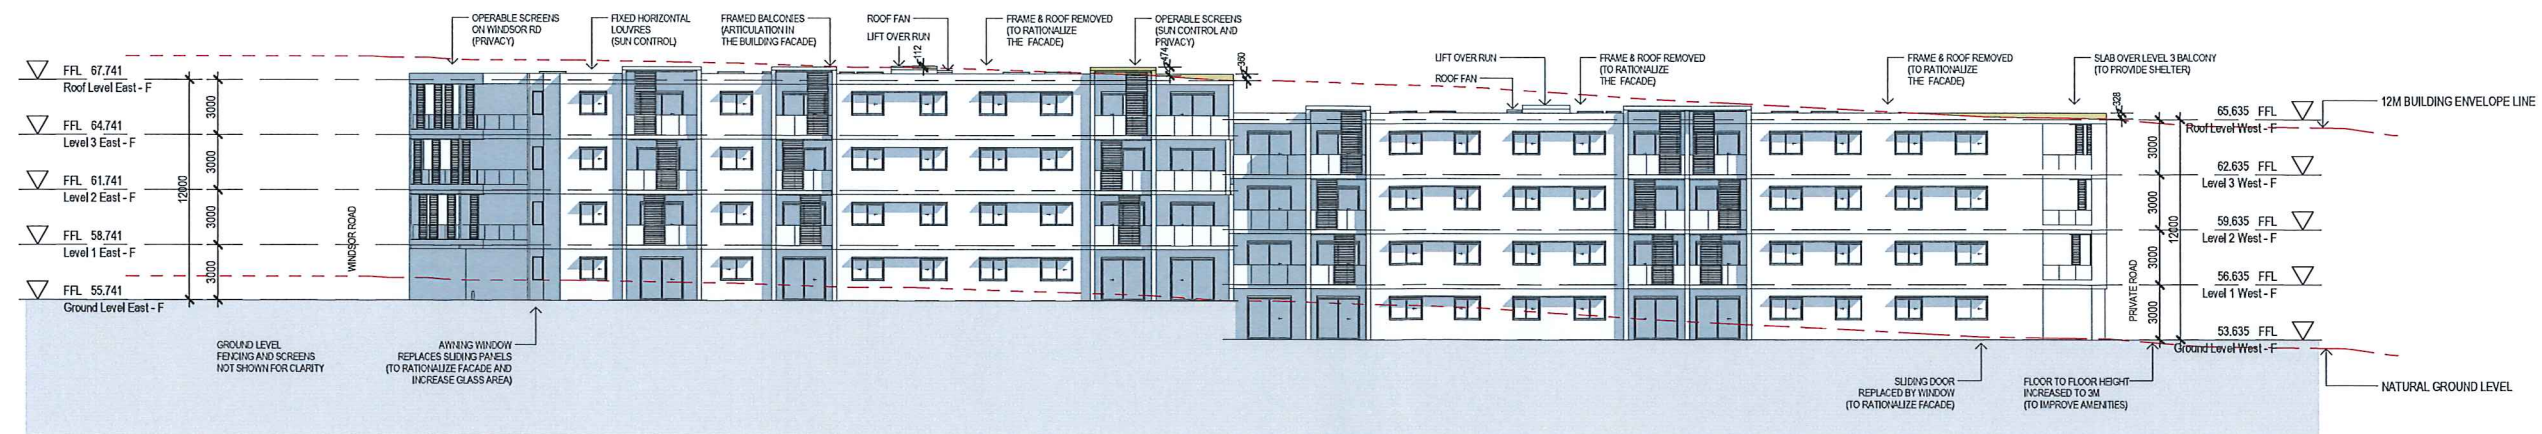 OPERABLE SCREENS
ON WINDSOR RD
(PRIVACY)
FIXED HORIZONTAL
LOUVRES
(SUN CONTROL)
FRAMED BALCONIES
(ARTICULATION IN
THE BUILDING FACADE)
ROOF FAN
LIFT OVER RUN
112
FRAME & ROOF REMOVED
(TO RATIONALIZE
THE FACADE)
OPERABLE SCREENS
(SUN CONTROL AND
PRIVACY)
474
360
LIFT OVER RUN
ROOF FAN
FRAME & ROOF REMOVED
(TO RATIONALIZE
THE FACADE)
FRAME & ROOF REMOVED
(TO RATIONALIZE
THE FACADE)
SLAB OVER LEVEL 3 BALCONY
(TO PROVIDE SHELTER)
328
12M BUILDING ENVELOPE LINE
FFL 67.741
Roof Level East - F
FFL 64.741
Level 3 East - F
FFL 61.741
Level 2 East - F
FFL 58.741
Level 1 East - F
FFL 55.741
Ground Level East - F
12000
3000
3000
3000
3000
WINDSOR ROAD
65.635 FFL
Roof Level West - F
62.635 FFL
Level 3 West - F
59.635 FFL
Level 2 West - F
56.635 FFL
Level 1 West - F
53.635 FFL
Ground Level West - F
3000
3000
3000
3000
12000
PRIVATE ROAD
GROUND LEVEL
FENCING AND SCREENS
NOT SHOWN FOR CLARITY
AWNING WINDOW
REPLACES SLIDING PANELS
(TO RATIONALIZE FACADE AND
INCREASE GLASS AREA)
SLIDING DOOR
REPLACED BY WINDOW
(TO RATIONALIZE FACADE)
FLOOR TO FLOOR HEIGHT
INCREASED TO 3M
(TO IMPROVE AMENITIES)
NATURAL GROUND LEVEL